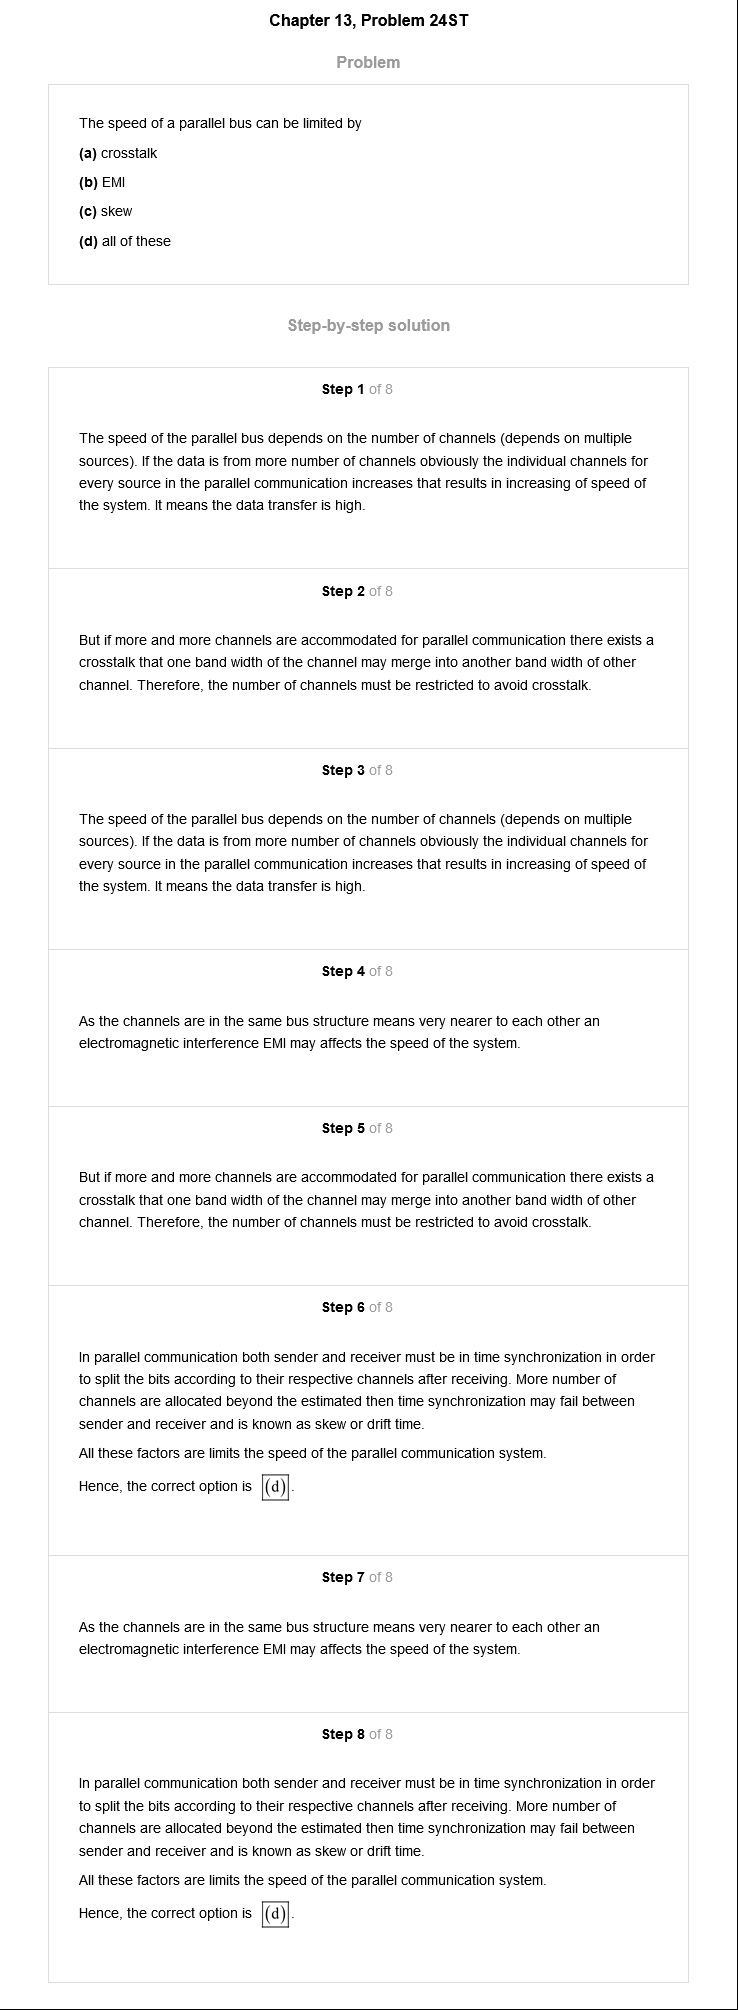 Chapter 13, Problem 24ST
Problem
The speed of a parallel bus can be limited by
(a) crosstalk
(b) EMI
(c) skew
(d) all of these
Step-by-step solution
Step 1 of 8
The speed of the parallel bus depends on the number of channels (depends on multiple
sources). If the data is from more number of channels obviously the individual channels for
every source in the parallel communication increases that results in increasing of speed of
the system. It means the data transfer is high.
Step 2 of 8
But if more and more channels are accommodated for parallel communication there exists a
crosstalk that one band width of the channel may merge into another band width of other
channel. Therefore, the number of channels must be restricted to avoid crosstalk.
Step 3 of 8
The speed of the parallel bus depends on the number of channels (depends on multiple
sources). If the data is from more number of channels obviously the individual channels for
every source in the parallel communication increases that results in increasing of speed of
the system. It means the data transfer is high.
Step 4 of 8
As the channels are in the same bus structure means very nearer to each other an
electromagnetic interference EMI may affects the speed of the system.
Step 5 of 8
But if more and more channels are accommodated for parallel communication there exists a
crosstalk that one band width of the channel may merge into another band width of other
channel. Therefore, the number of channels must be restricted to avoid crosstalk.
Step 6 of 8
In parallel communication both sender and receiver must be in time synchronization in order
to split the bits according to their respective channels after receiving. More number of
channels are allocated beyond the estimated then time synchronization may fail between
sender and receiver and is known as skew or drift time.
All these factors are limits the speed of the parallel communication system.
Hence, the correct option is (d).
Step 7 of 8
As the channels are in the same bus structure means very nearer to each other an
electromagnetic interference EMI may affects the speed of the system.
Step 8 of 8
In parallel communication both sender and receiver must be in time synchronization in order
to split the bits according to their respective channels after receiving. More number of
channels are allocated beyond the estimated then time synchronization may fail between
sender and receiver and is known as skew or drift time.
All these factors are limits the speed of the parallel communication system.
Hence, the correct option is (d).